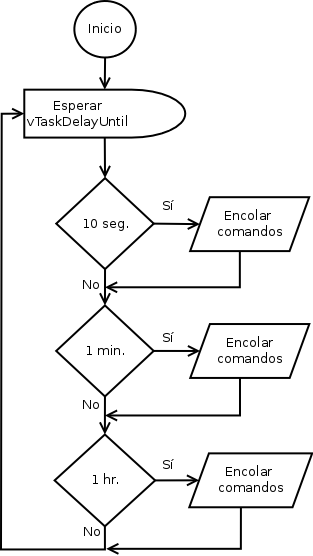 Inicio
Esperar
vTaskDelayUntil
Sí
10 seg.
Encolar
comandos
No
Sí
1 min.
Encolar
comandos
No
Sí
1 hr.
Encolar
comandos
No